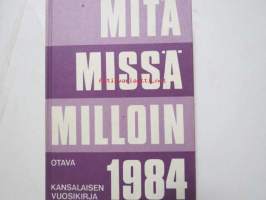 MITÄ
MISSÄ
MILLOIN
OTAVA
1984
KANSALAISEN
VUOSIKIRJA